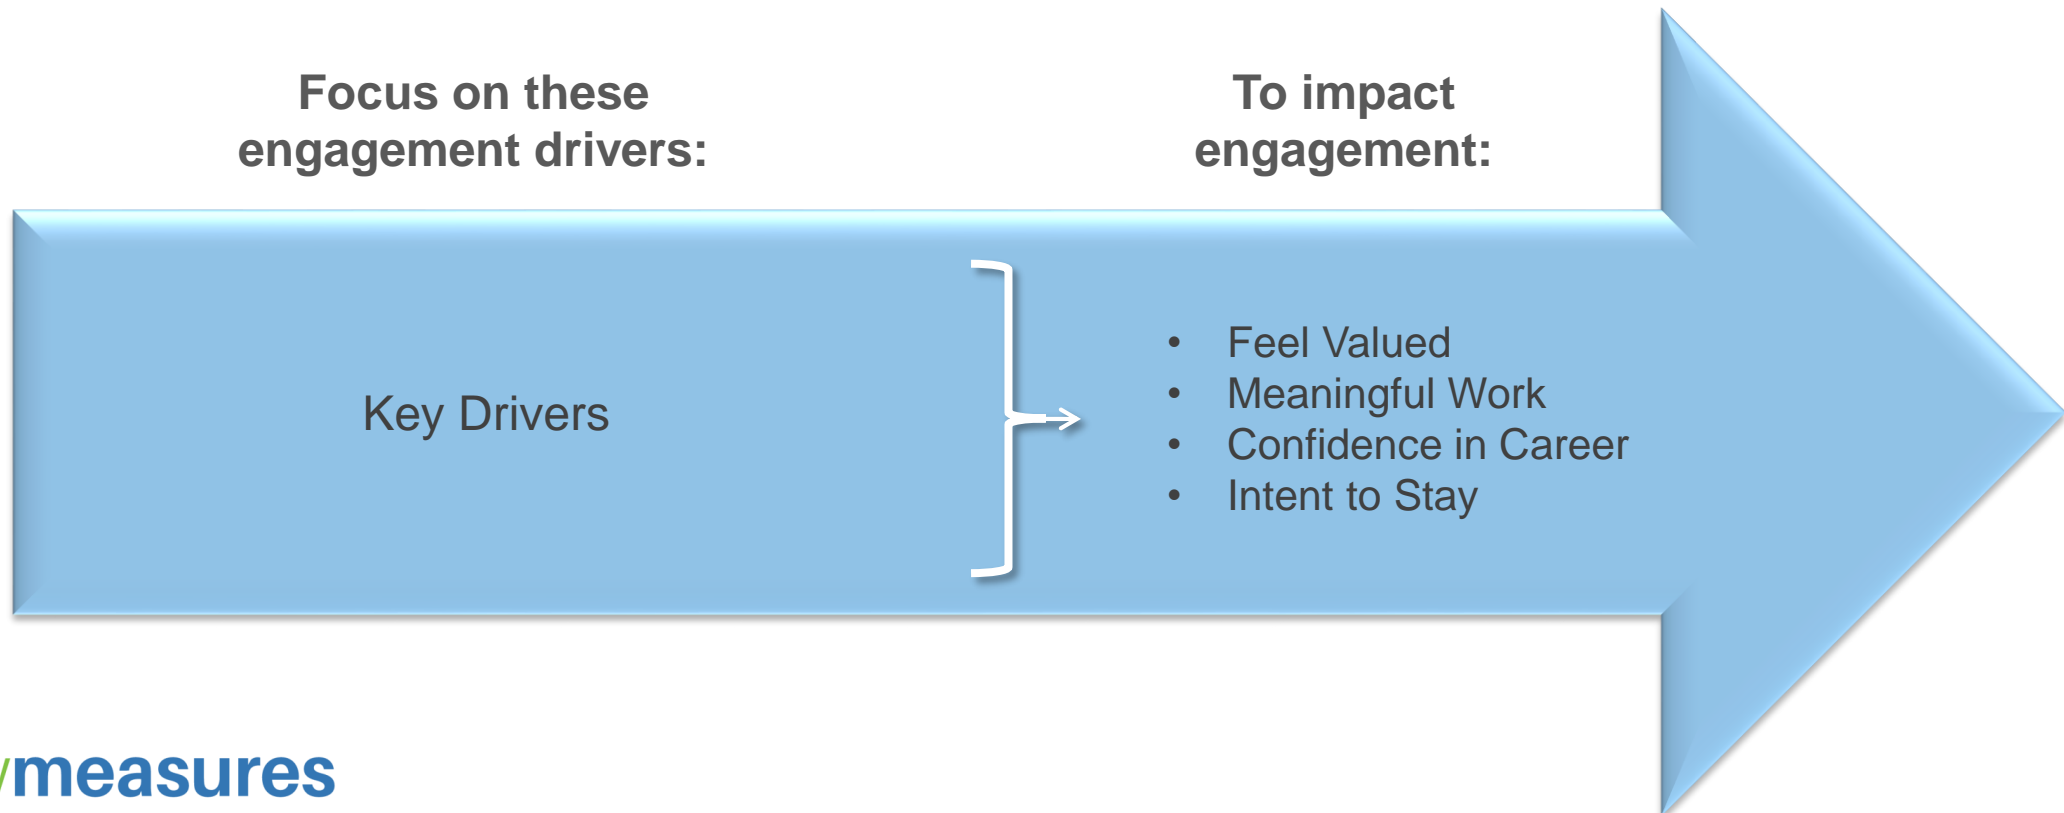 Focus on these
engagement drivers:
To impact
engagement:
Key Drivers
• Feel Valued
• Meaningful Work
• Confidence in Career
• Intent to Stay
measures